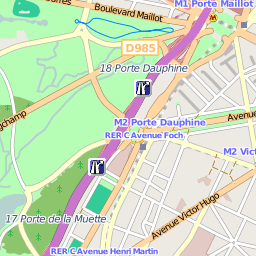 Boulevard Maillot
M1 Porte Maillot
D985
18 Porte Dauphine
M2 Porte Dauphine
Avenue
RER C Avenue Foch
M2 Vic
17 Porte de la Muette
Avenue Victor Hugo
RER C Avenue Henri Martin